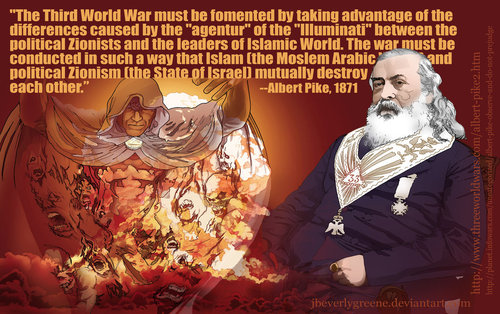 "The Third World War must be fomented by taking advantage of the
differences caused by the "agentur" of the "Illuminati" between the
political Zionists and the leaders of Islamic World. The war must be
conducted in such a way that Islam (the Moslem Arabic and
political Zionism (the State of Israel) mutually destroy
each other."
--Albert Pike, 1871
http://www.threeworldwars.com/albert-pike2.htm
jbeverlygreene.deviantart.com